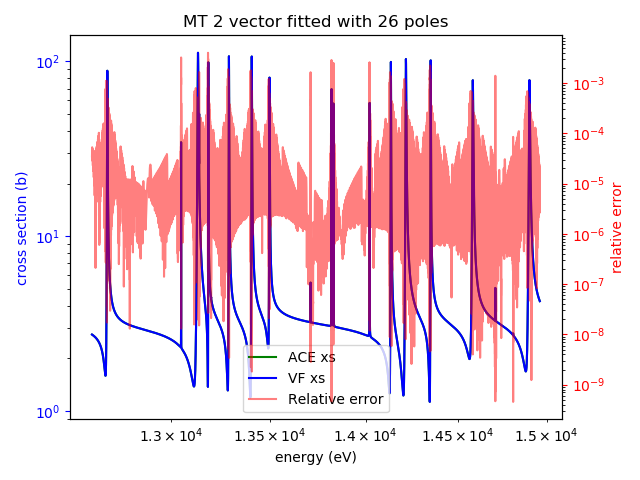 MT 2 vector fitted with 26 poles
10²
10¹
10⁰
cross section (b)
10⁻³
10⁻⁴
10⁻⁵
10⁻⁶
10⁻⁷
10⁻⁸
10⁻⁹
relative error
ACE xs
VF xs
Relative error
1.3 × 10⁴
1.35 × 10⁴
1.4 × 10⁴
1.45 × 10⁴
1.5 × 10⁴
energy (eV)